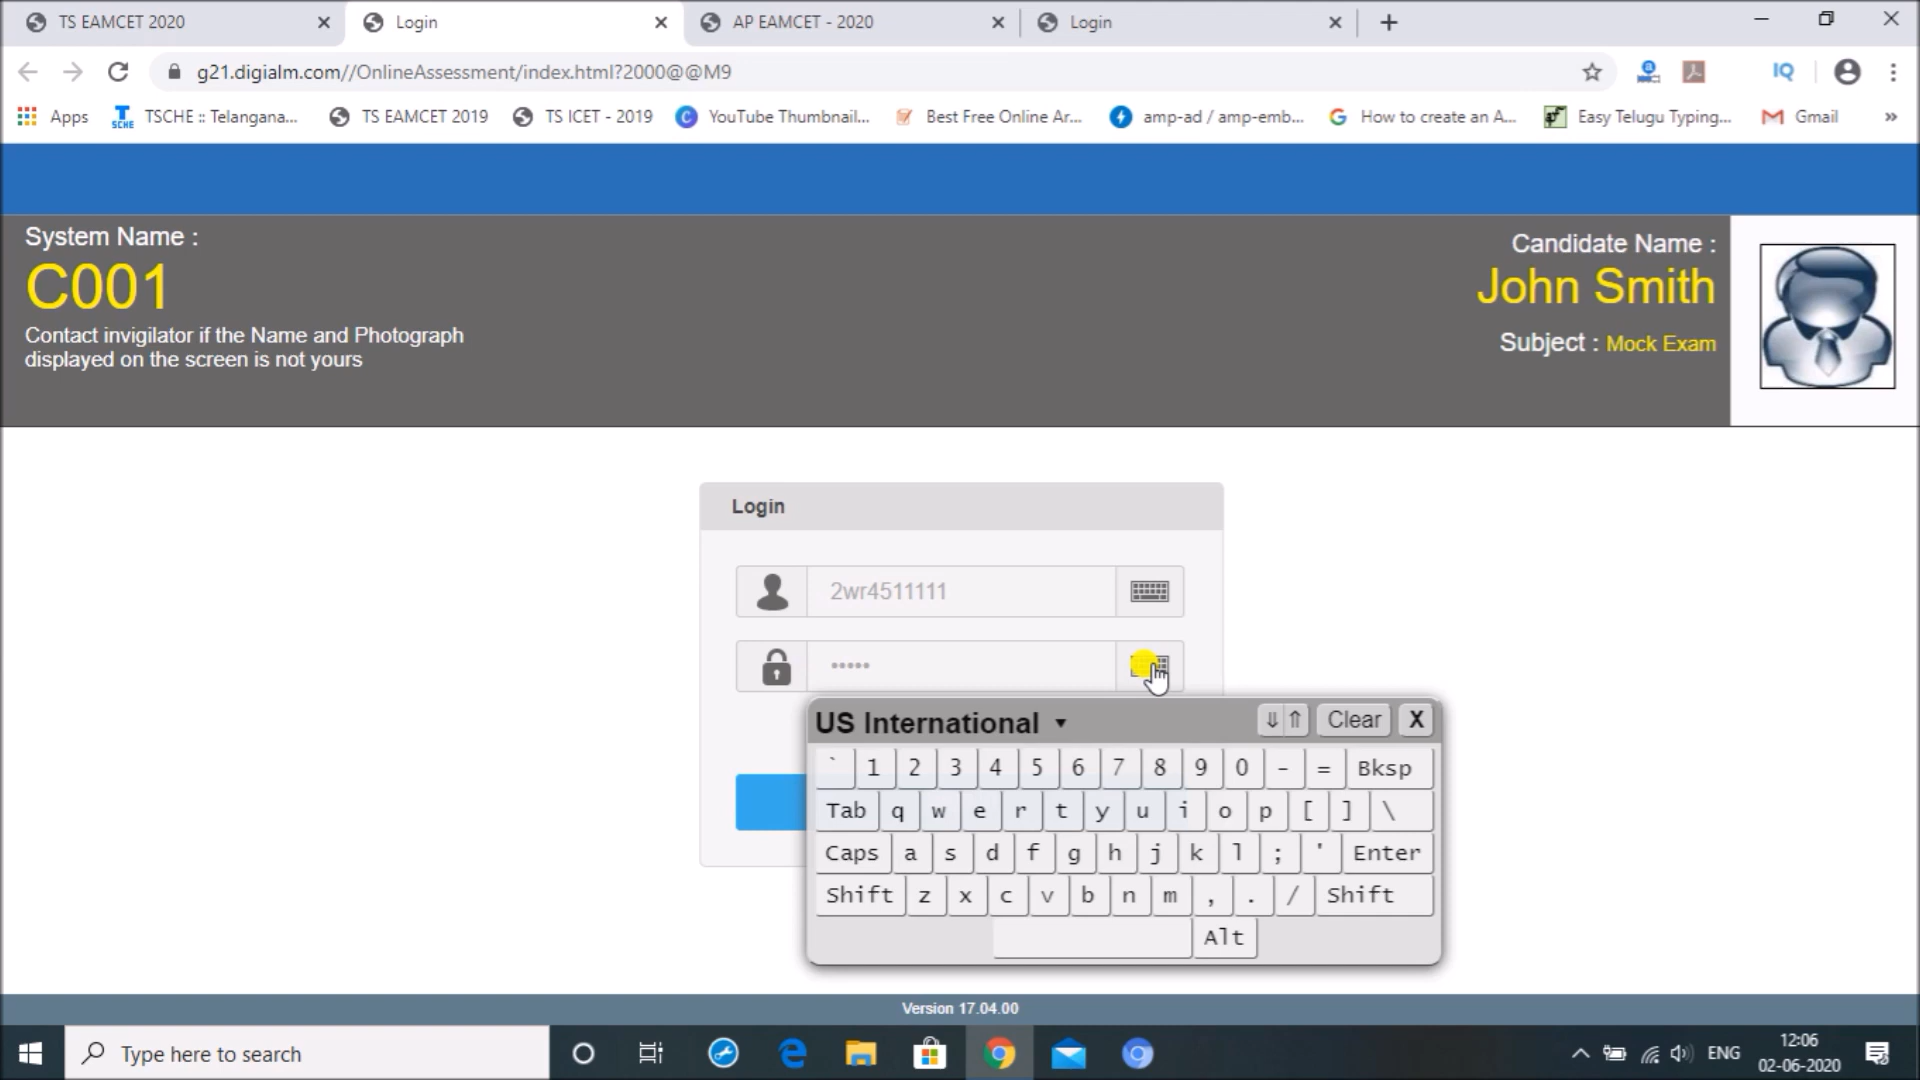 TS EAMCET 2020
Login
AP EAMCET - 2020
Login
g21.digialm.com//OnlineAssessment/index.html?2000@@M9
IQ
Apps
TSCHE :: Telangana...
TS EAMCET 2019
TS ICET - 2019
YouTube Thumbnail...
Best Free Online Ar...
amp-ad / amp-emb...
How to create an A...
Easy Telugu Typing...
Gmail
System Name :
C001
Contact invigilator if the Name and Photograph
displayed on the screen is not yours
Candidate Name :
John Smith
Subject : Mock Exam
Login
2wr4511111
•••••
US International
⇓ ⇑ Clear X
` 1 2 3 4 5 6 7 8 9 0 - = Bksp
Tab q w e r t y u i o p [ ] \
Caps a s d f g h j k l ; ' Enter
Shift z x c v b n m , . / Shift
Alt
Version 17.04.00
Type here to search
ENG
12:06
02-06-2020